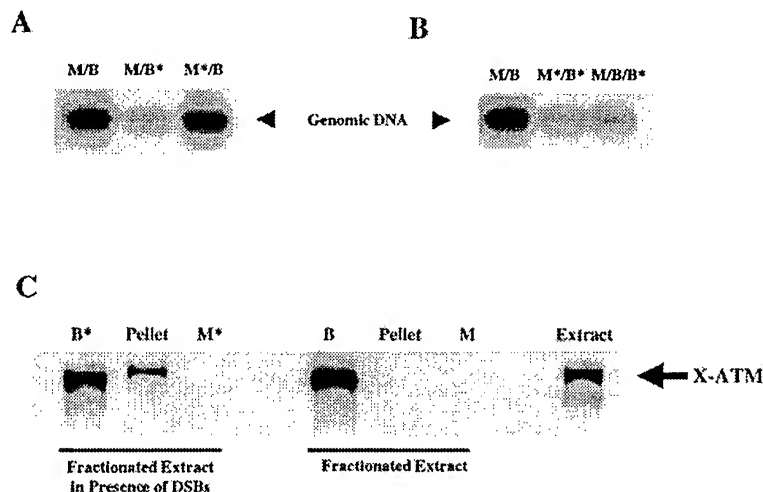 A
M/B M/B* M*/B
Genomic DNA
B
M/B M*/B* M/B/B*
C
B* Pellet M* B Pellet M Extract
X-ATM
Fractionated Extract
in Presence of DSBs
Fractionated Extract